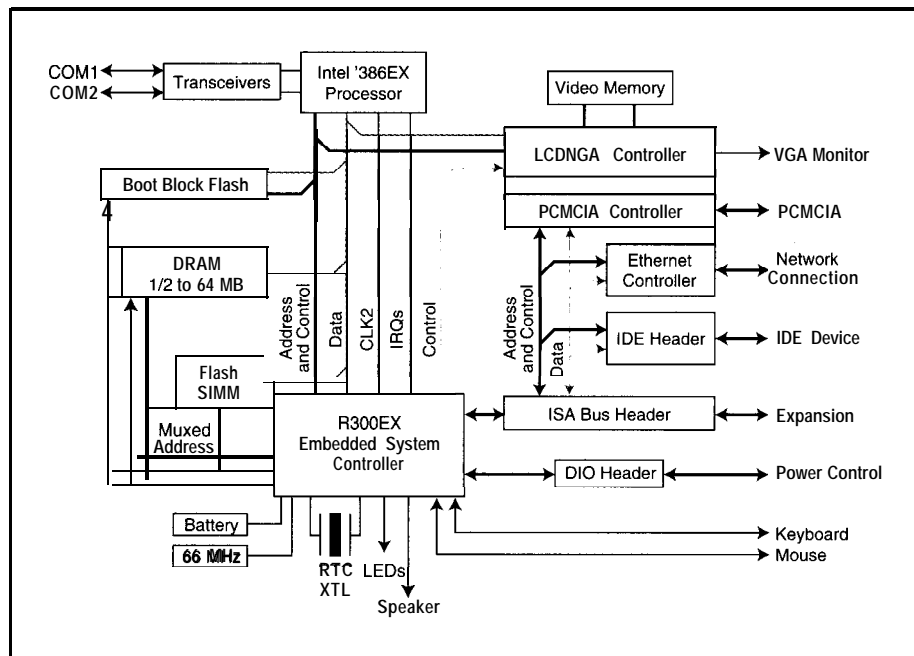 COM1
COM2
Transceivers
Intel '386EX
Processor
Video Memory
LCDNGA Controller
VGA Monitor
Boot Block Flash
4
PCMCIA Controller
PCMCIA
DRAM
1/2 to 64 MB
Ethernet
Controller
Network
Connection
Address
and Control
Data
CLK2
IRQs
Control
Address
and Control
Data
IDE Header
IDE Device
Flash
SIMM
Muxed
Address
R300EX
Embedded System
Controller
ISA Bus Header
Expansion
DIO Header
Power Control
Battery
66 MHz
RTC
XTL
LEDs
Speaker
Keyboard
Mouse